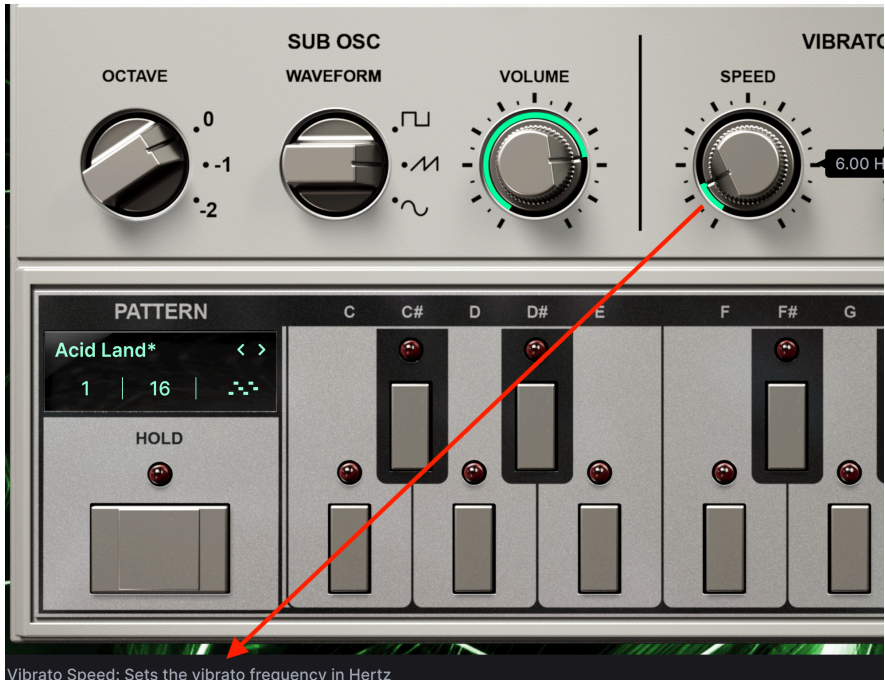 SUB OSC
VIBRATO
OCTAVE
WAVEFORM
VOLUME
SPEED
0
-1
-2
6.00 H
PATTERN
C
C#
D
D#
E
F
F#
G
Acid Land*
< >
1 | 16 |
HOLD
Vibrato Speed: Sets the vibrato frequency in Hertz